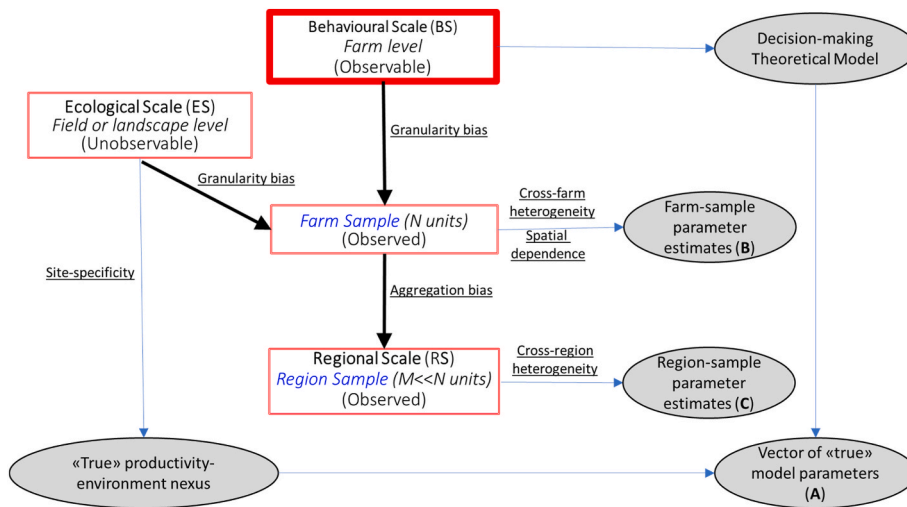 Behavioural Scale (BS)
Farm level
(Observable)
Decision-making
Theoretical Model
Ecological Scale (ES)
Field or landscape level
(Unobservable)
Granularity bias
Granularity bias
Farm Sample (N units)
(Observed)
Cross-farm
heterogeneity
Spatial
dependence
Farm-sample
parameter
estimates (B)
Site-specificity
Aggregation bias
Regional Scale (RS)
Region Sample (M<<N units)
(Observed)
Cross-region
heterogeneity
Region-sample
parameter
estimates (C)
«True» productivity-
environment nexus
Vector of «true»
model parameters
(A)